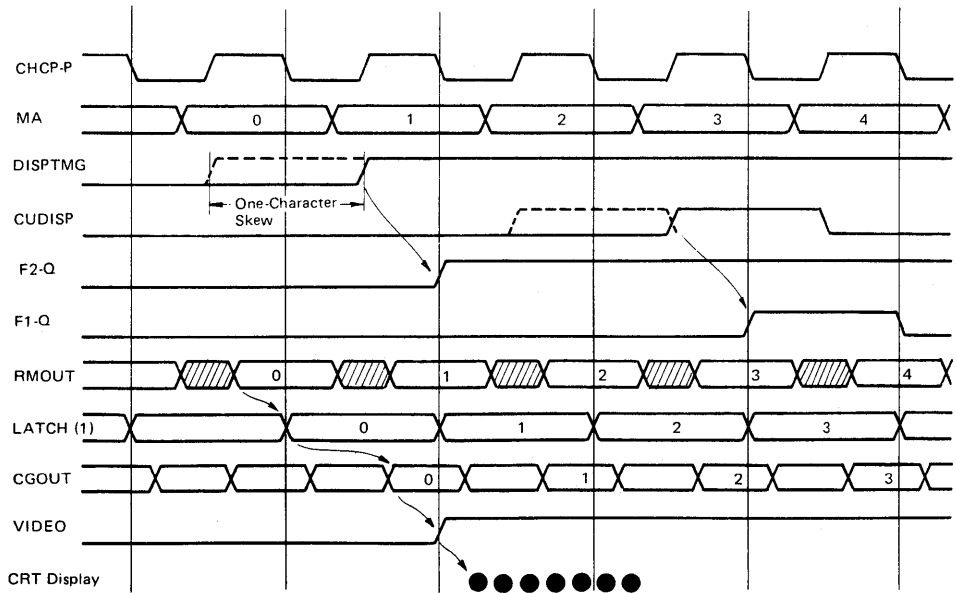 CHCP-P
MA 0 1 2 3 4
DISPTMG
One-Character
Skew
CUDISP
F2-Q
F1-Q
RMOUT 0 1 2 3 4
LATCH (1) 0 1 2 3
CGOUT 0 1 2 3
VIDEO
CRT Display